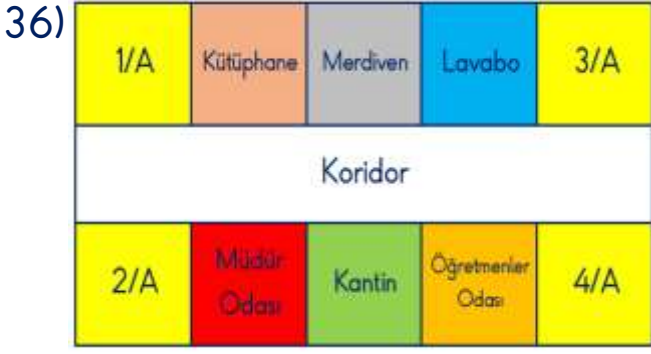 36)
1/A Kütüphane Merdiven Lavabo 3/A
Koridor
2/A Müdür Odası Kantin Öğretmenler Odası 4/A